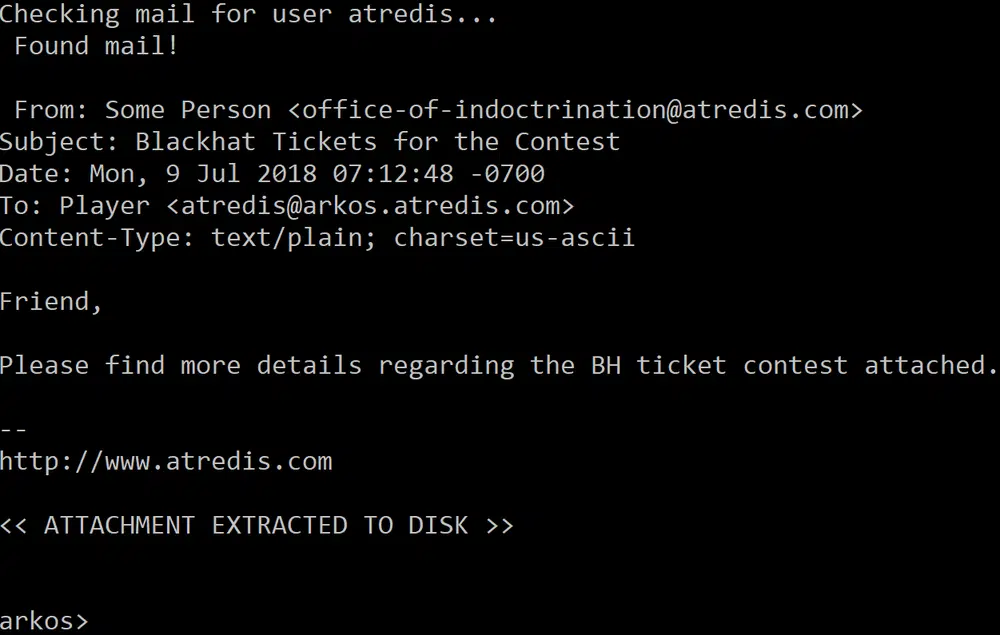 Checking mail for user atredis...
Found mail!
From: Some Person <office-of-indoctrination@atredis.com>
Subject: Blackhat Tickets for the Contest
Date: Mon, 9 Jul 2018 07:12:48 -0700
To: Player <atredis@arkos.atredis.com>
Content-Type: text/plain; charset=us-ascii
Friend,
Please find more details regarding the BH ticket contest attached.
--
http://www.atredis.com
<< ATTACHMENT EXTRACTED TO DISK >>
arkos>